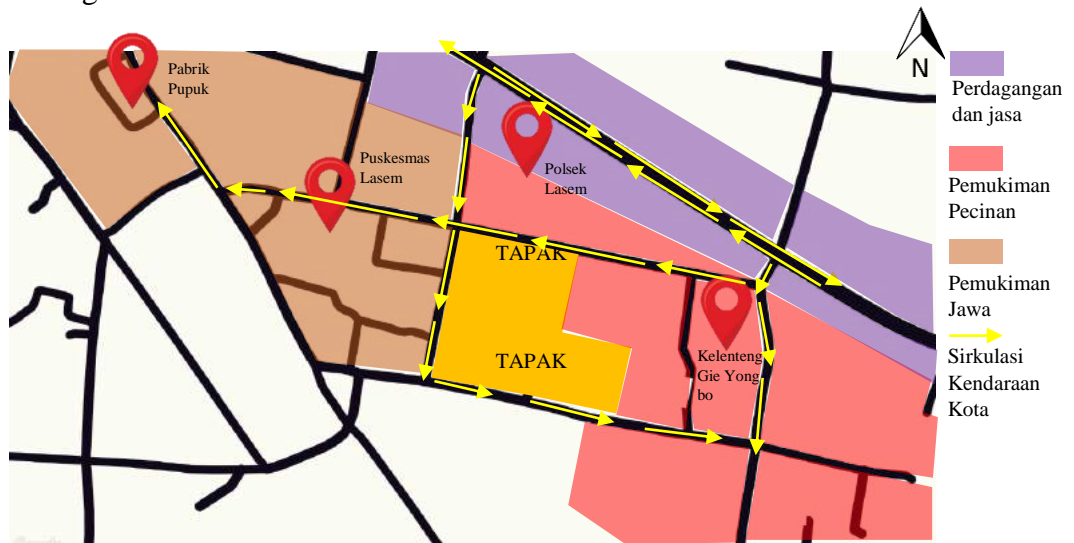 N
Pabrik
Pupuk
Puskesmas
Lasem
Polsek
Lasem
TAPAK
TAPAK
Kelenteng
Gie Yong
bo
Perdagangan
dan jasa
Pemukiman
Pecinan
Pemukiman
Jawa
Sirkulasi
Kendaraan
Kota